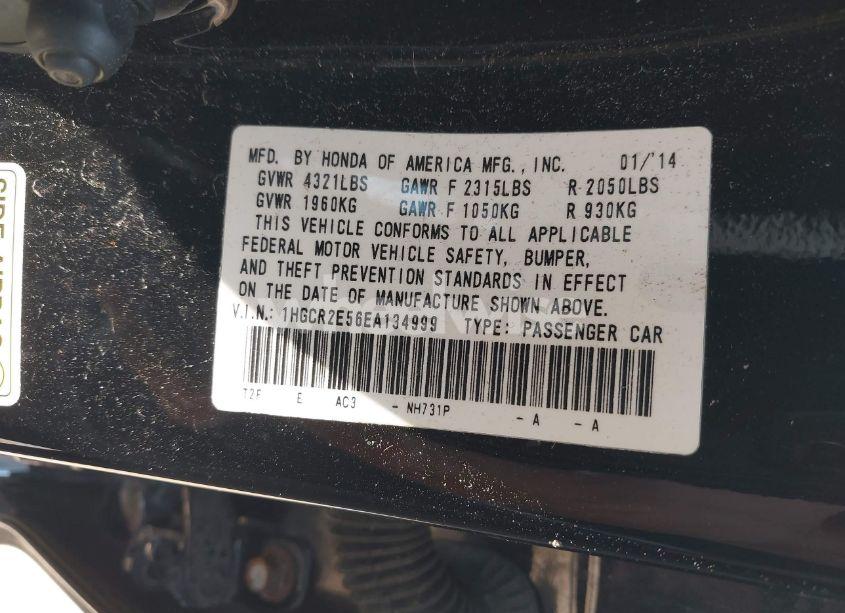 MFD. BY HONDA OF AMERICA MFG., INC. 01/'14
GVWR 4321LBS GAWR F 2315LBS R 2050LBS
GVWR 1960KG GAWR F 1050KG R 930KG
THIS VEHICLE CONFORMS TO ALL APPLICABLE
FEDERAL MOTOR VEHICLE SAFETY, BUMPER,
AND THEFT PREVENTION STANDARDS IN EFFECT
ON THE DATE OF MANUFACTURE SHOWN ABOVE.
V.I.N.: 1HGCR2E56EA134999 TYPE: PASSENGER CAR
E AC3 - NH731P - A - A
SIDE